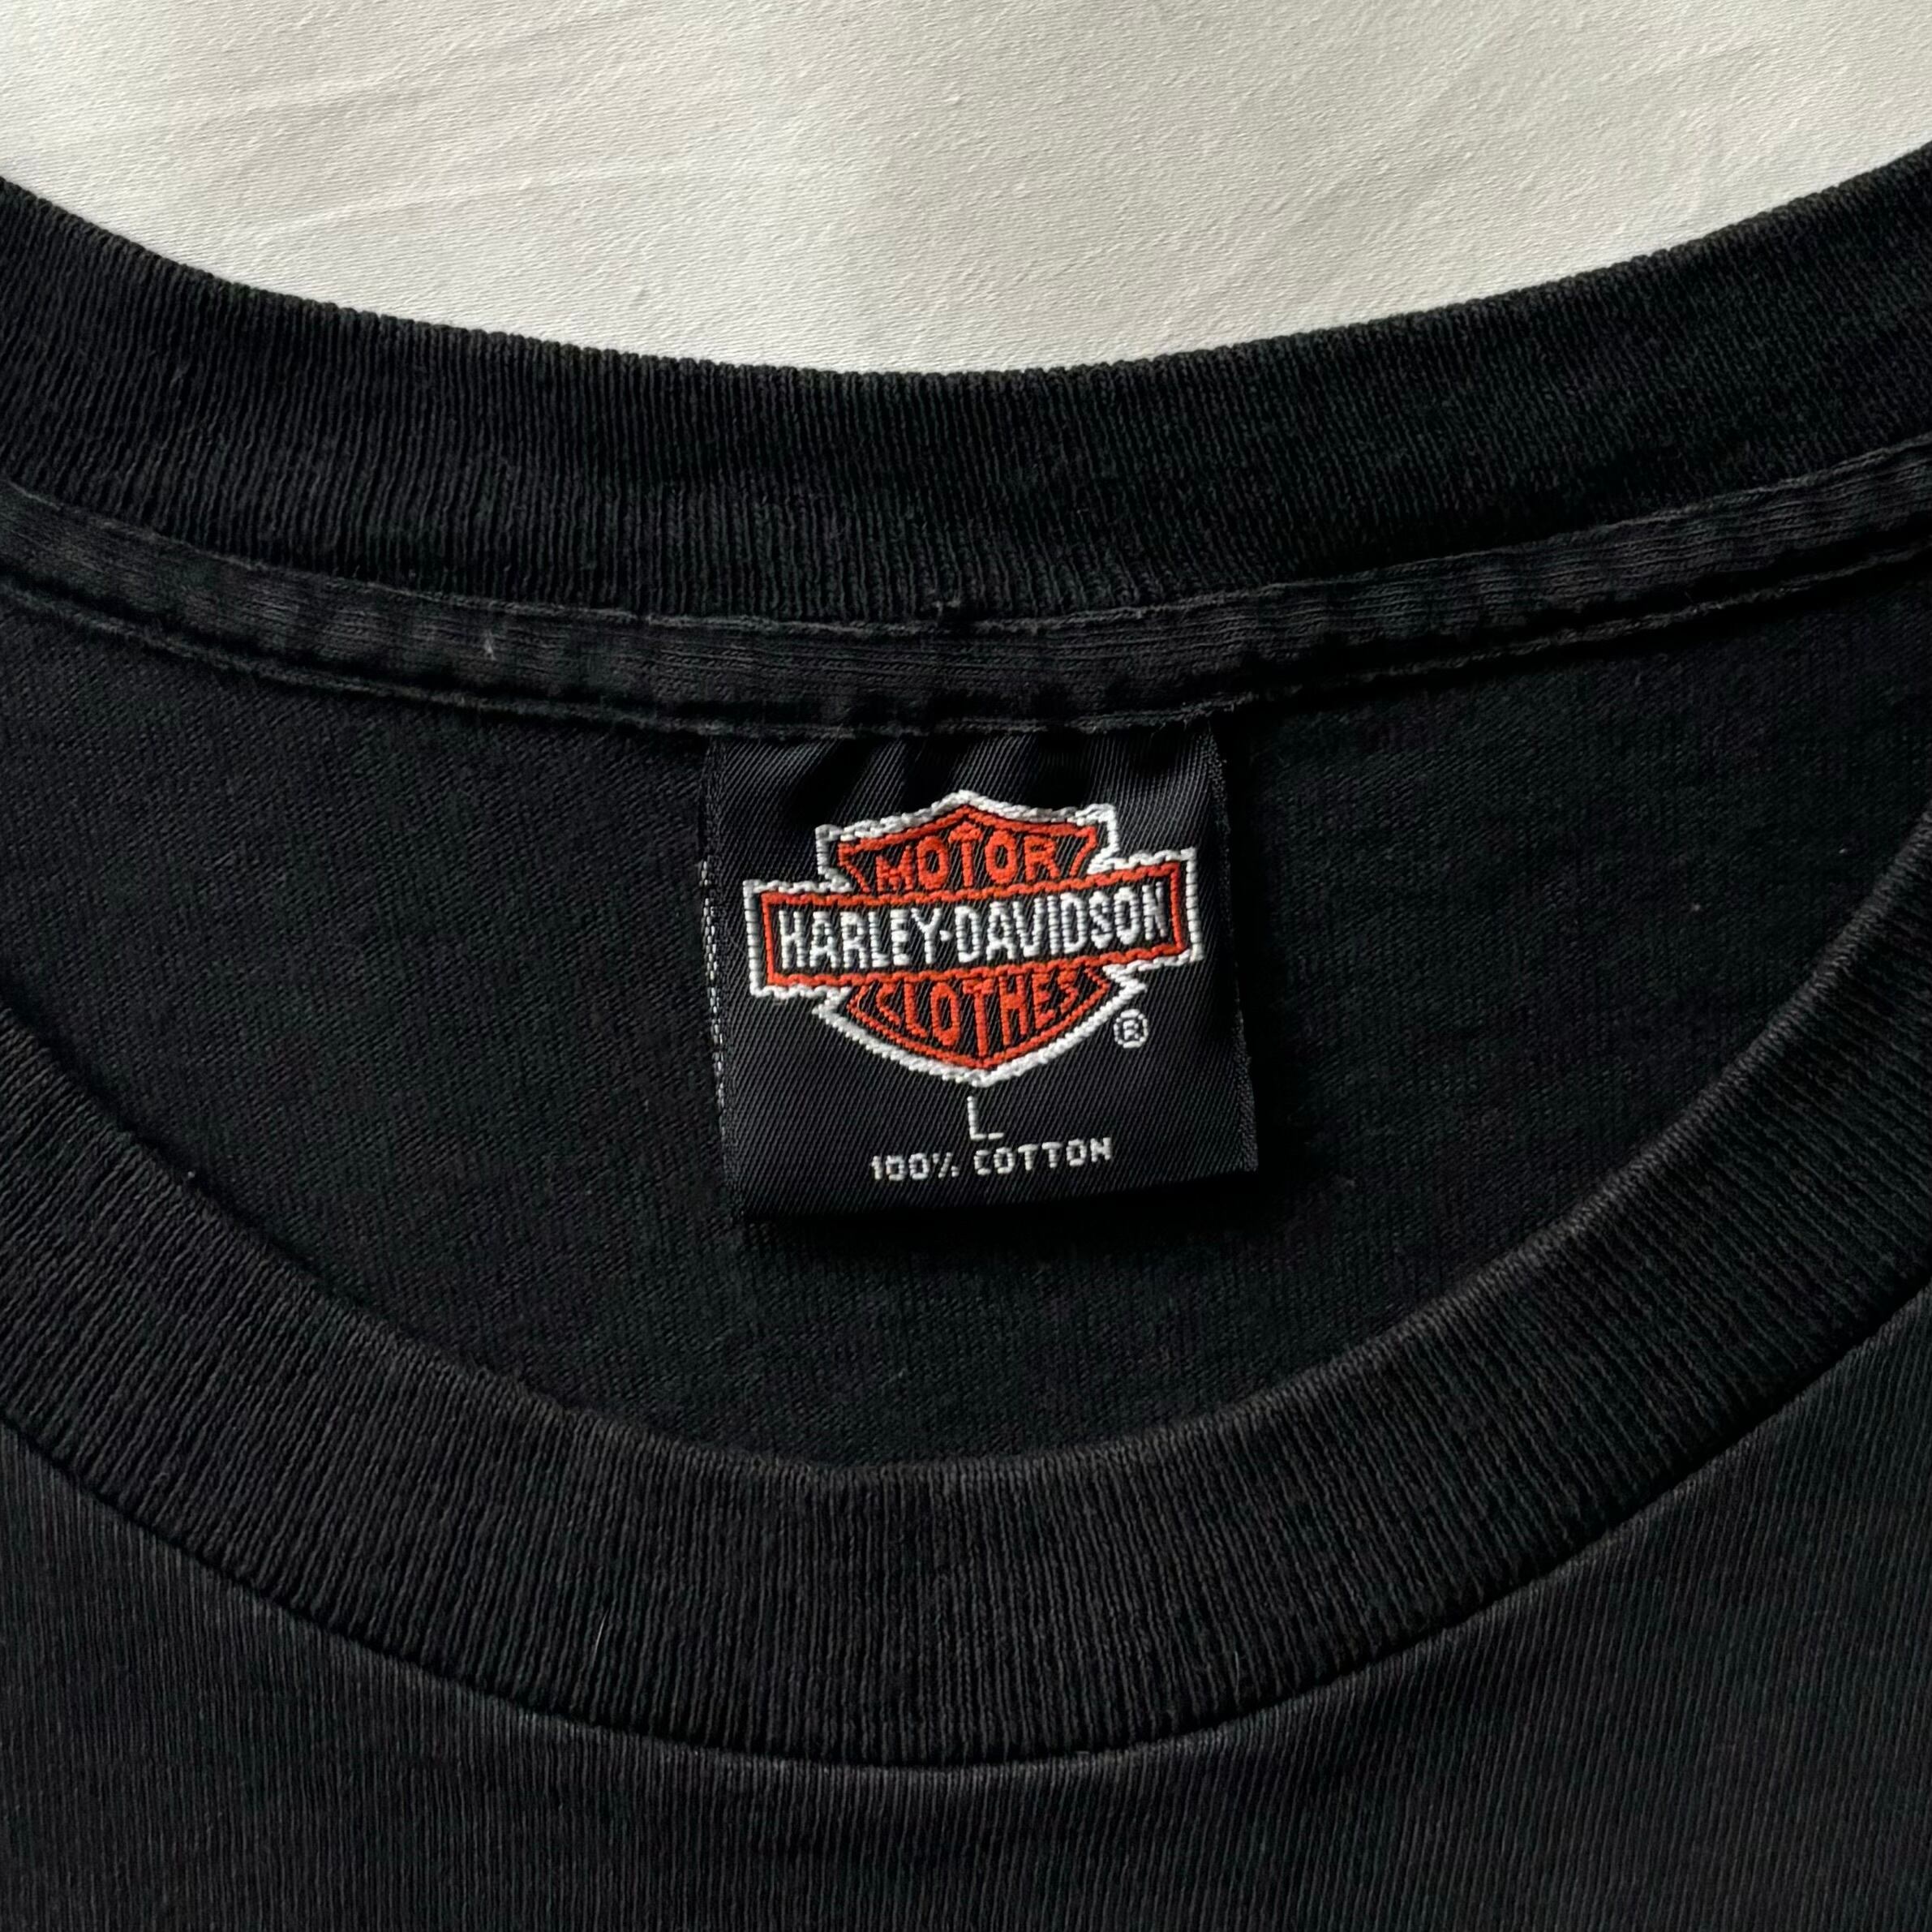 MOTOR
HARLEY-DAVIDSON
CLOTHES
®
L
100% COTTON